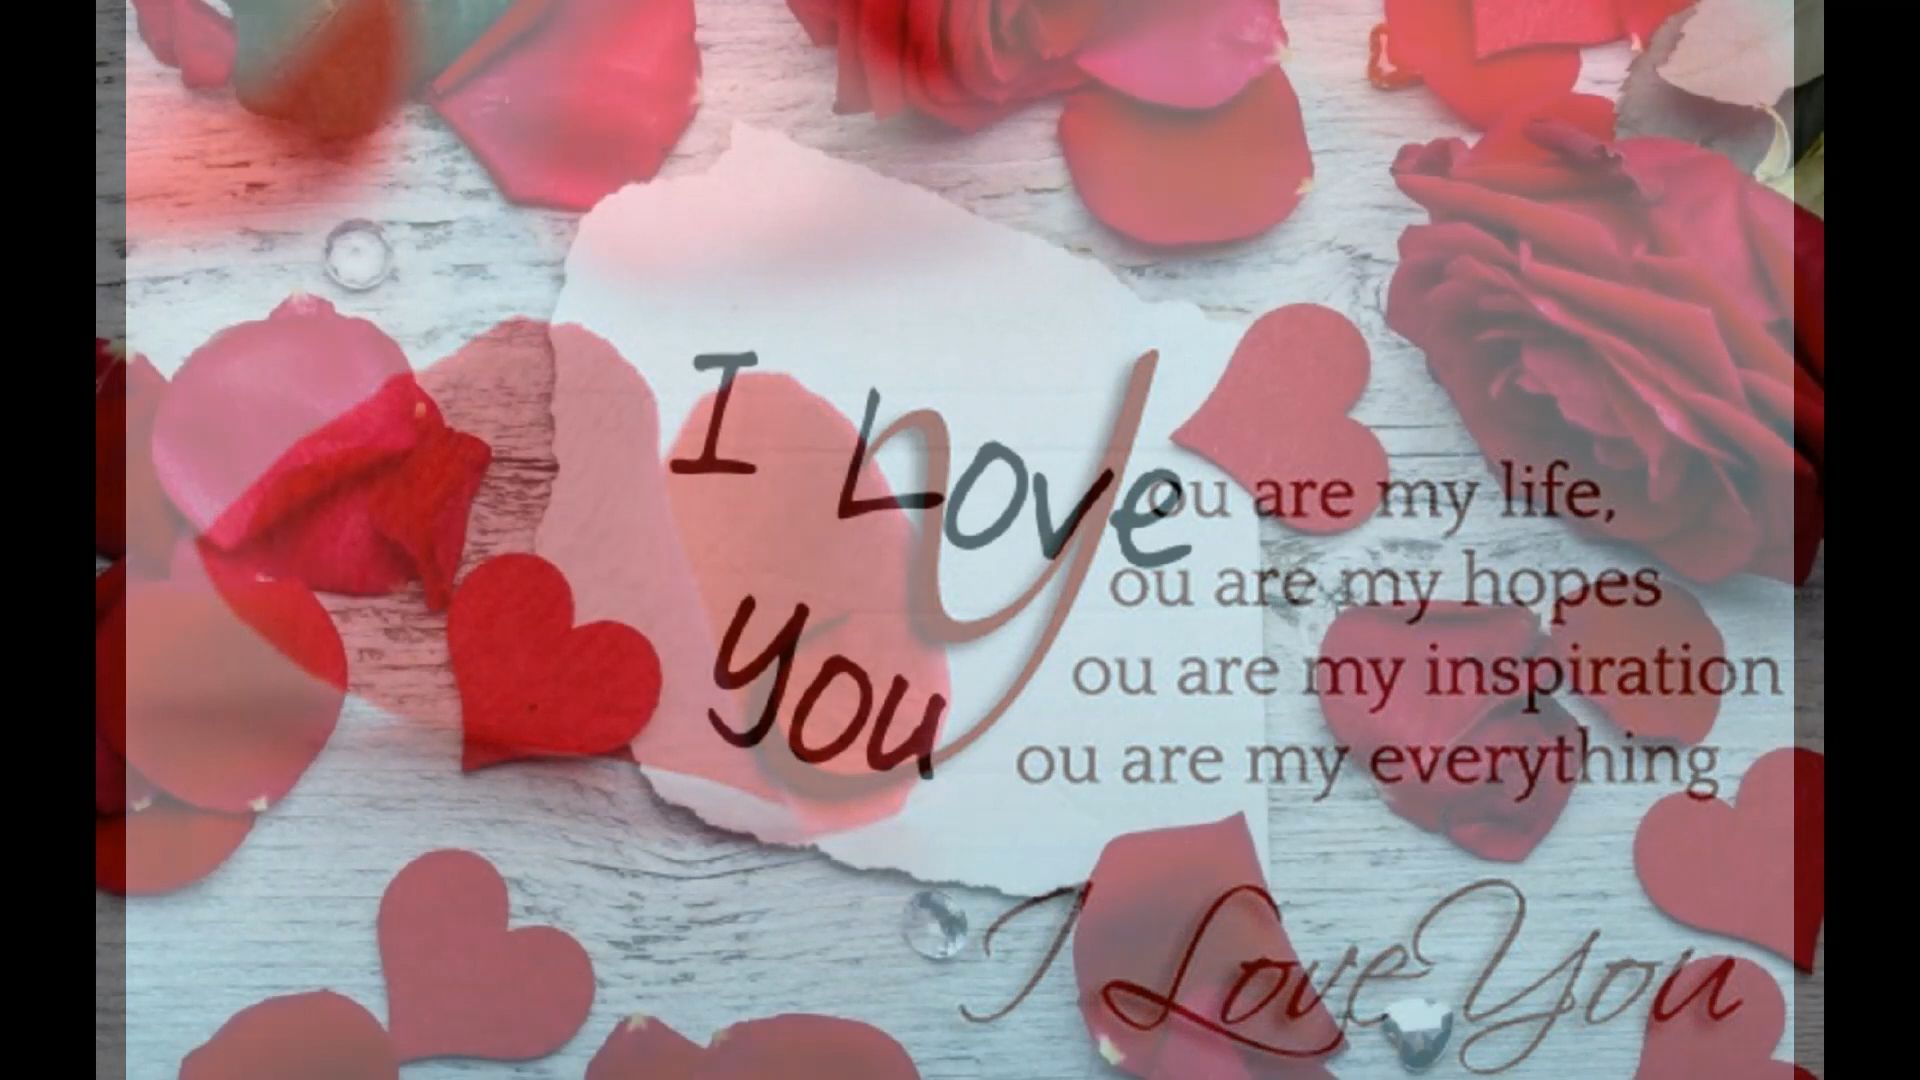 I Love
You
You are my life,
ou are my hopes
ou are my inspiration
ou are my everything
I Love You